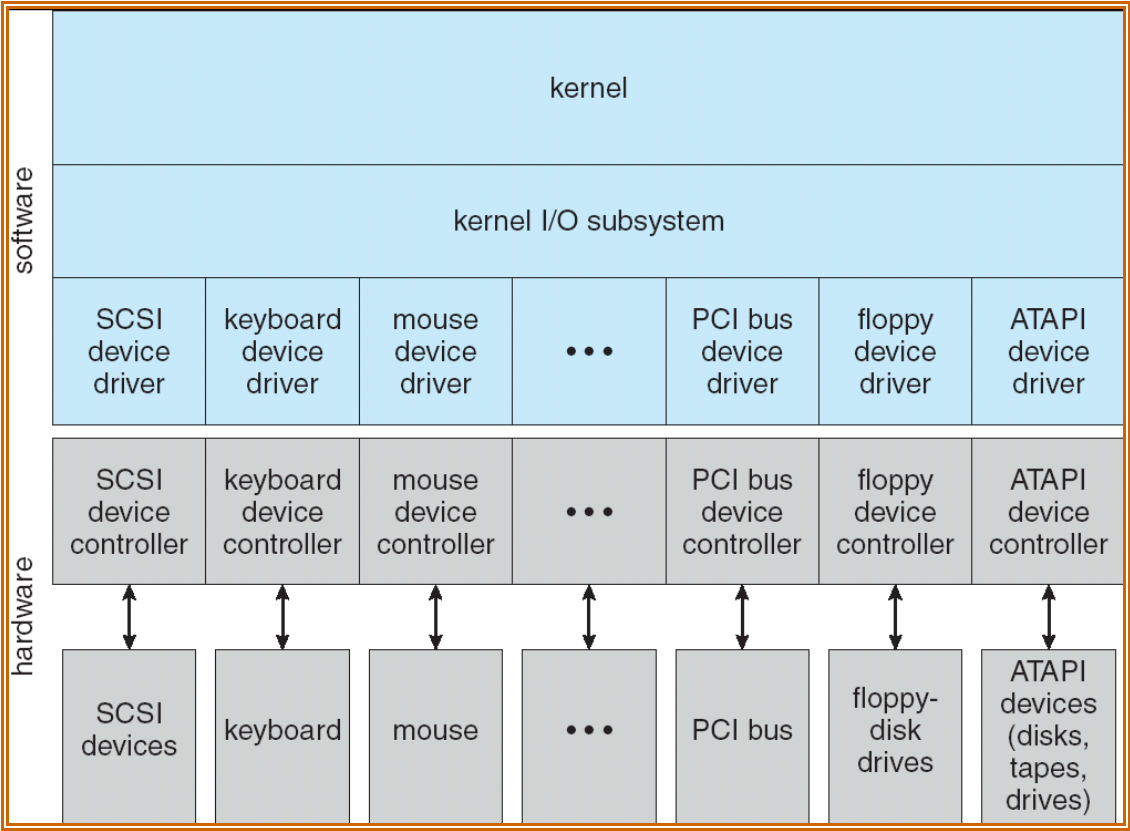 software
kernel
kernel I/O subsystem
SCSI
device
driver
keyboard
device
driver
mouse
device
driver
•••
PCI bus
device
driver
floppy
device
driver
ATAPI
device
driver
hardware
SCSI
device
controller
keyboard
device
controller
mouse
device
controller
•••
PCI bus
device
controller
floppy
device
controller
ATAPI
device
controller
SCSI
devices
keyboard
mouse
•••
PCI bus
floppy-
disk
drives
ATAPI
devices
(disks,
tapes,
drives)